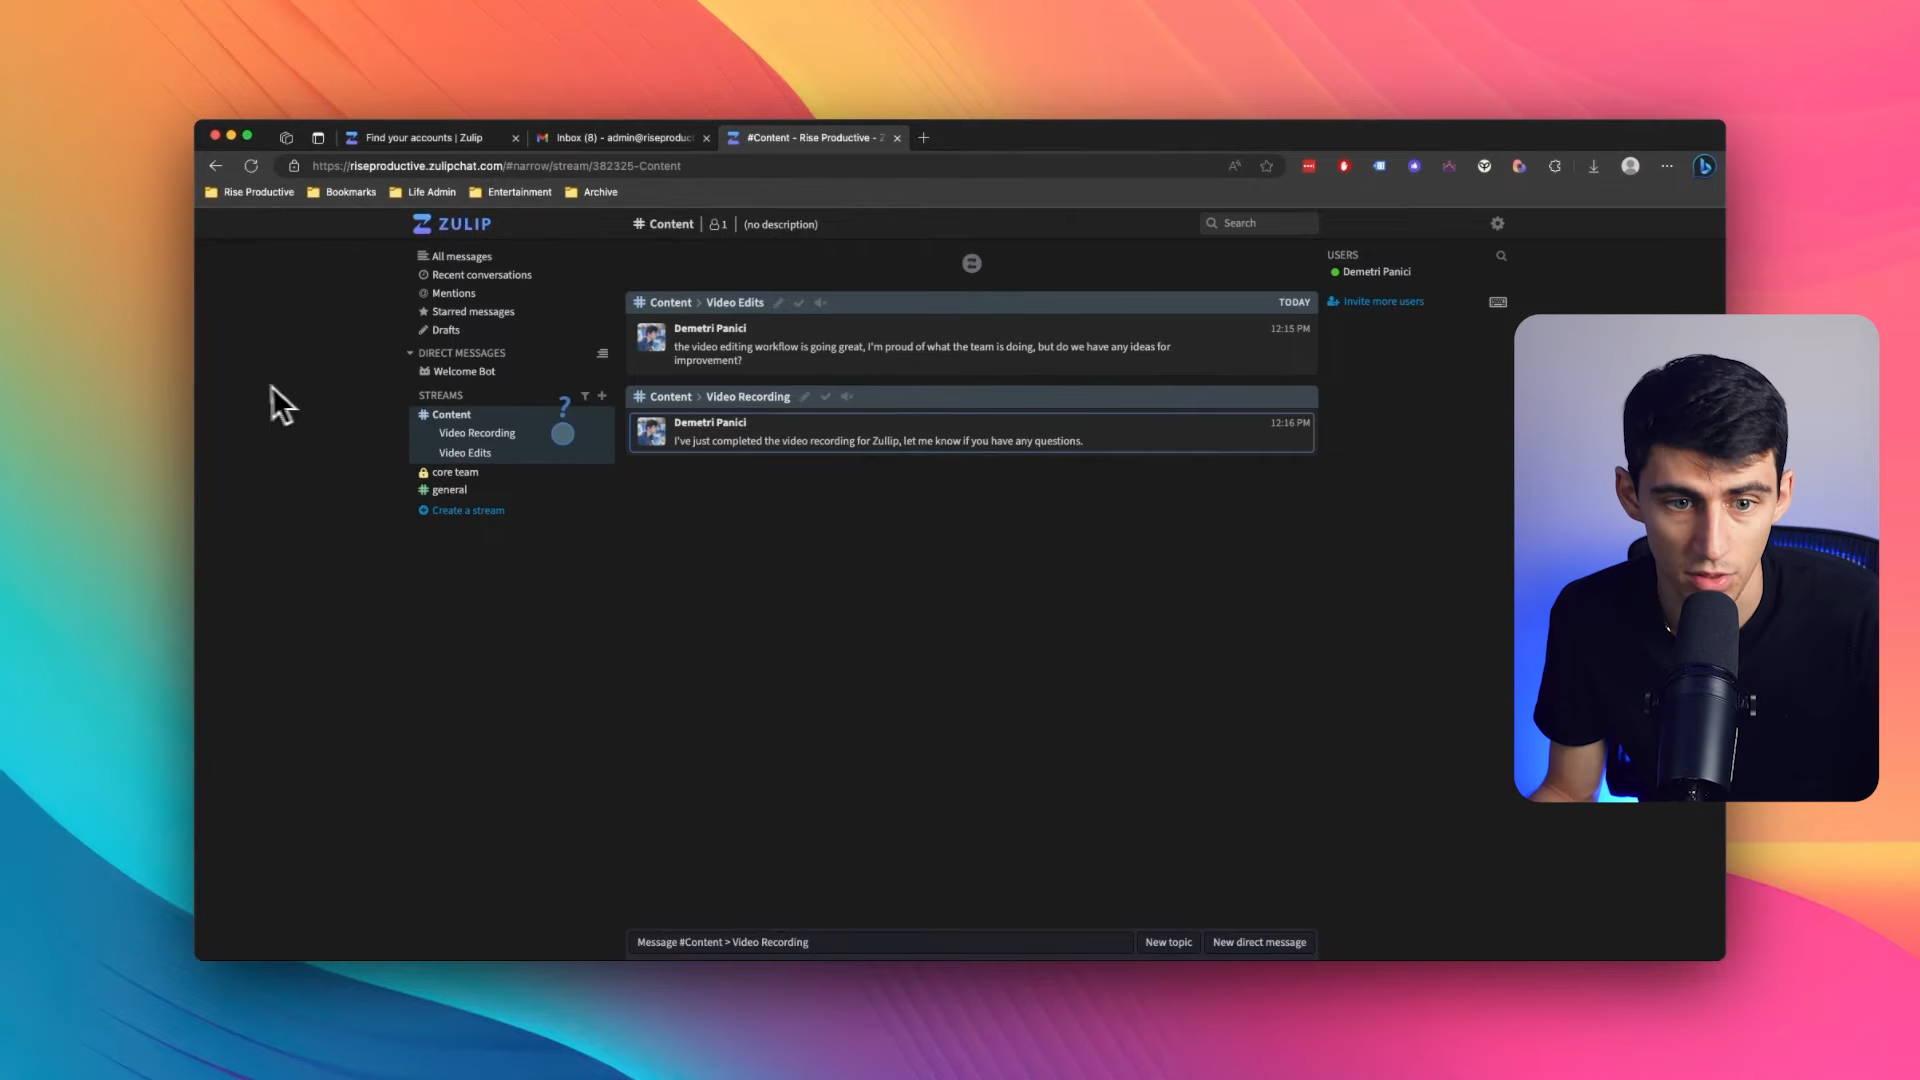 Find your accounts | Zulip
Inbox (8) - admin@riseproduct
#Content - Rise Productive - Z
https://riseproductive.zulipchat.com/#narrow/stream/382325-Content
Rise Productive
Bookmarks
Life Admin
Entertainment
Archive
ZULIP
# Content
1
(no description)
Search
All messages
Recent conversations
Mentions
Starred messages
Drafts
DIRECT MESSAGES
Welcome Bot
STREAMS
# Content
Video Recording
Video Edits
core team
# general
Create a stream
?
# Content > Video Edits
TODAY
Demetri Panici
12:15 PM
the video editing workflow is going great, I'm proud of what the team is doing, but do we have any ideas for
improvement?
# Content > Video Recording
Demetri Panici
12:16 PM
I've just completed the video recording for Zullip, let me know if you have any questions.
USERS
Demetri Panici
Invite more users
Message #Content > Video Recording
New topic
New direct message